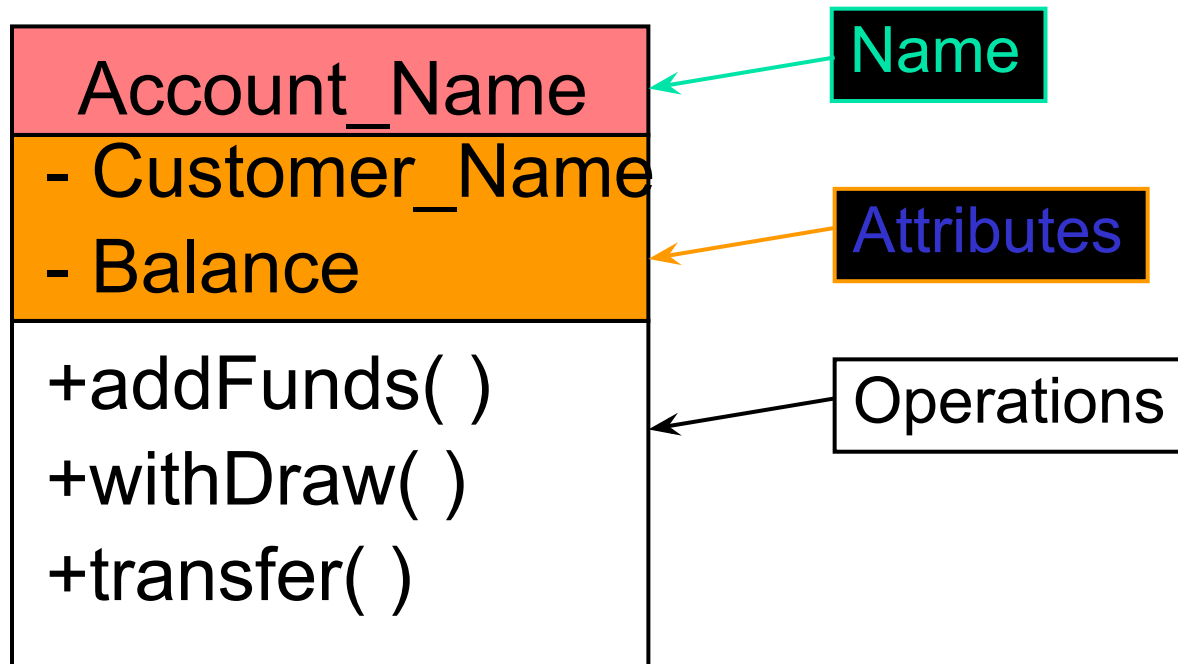 Account_Name
- Customer_Name
- Balance
+addFunds( )
+withDraw( )
+transfer( )
Name
Attributes
Operations